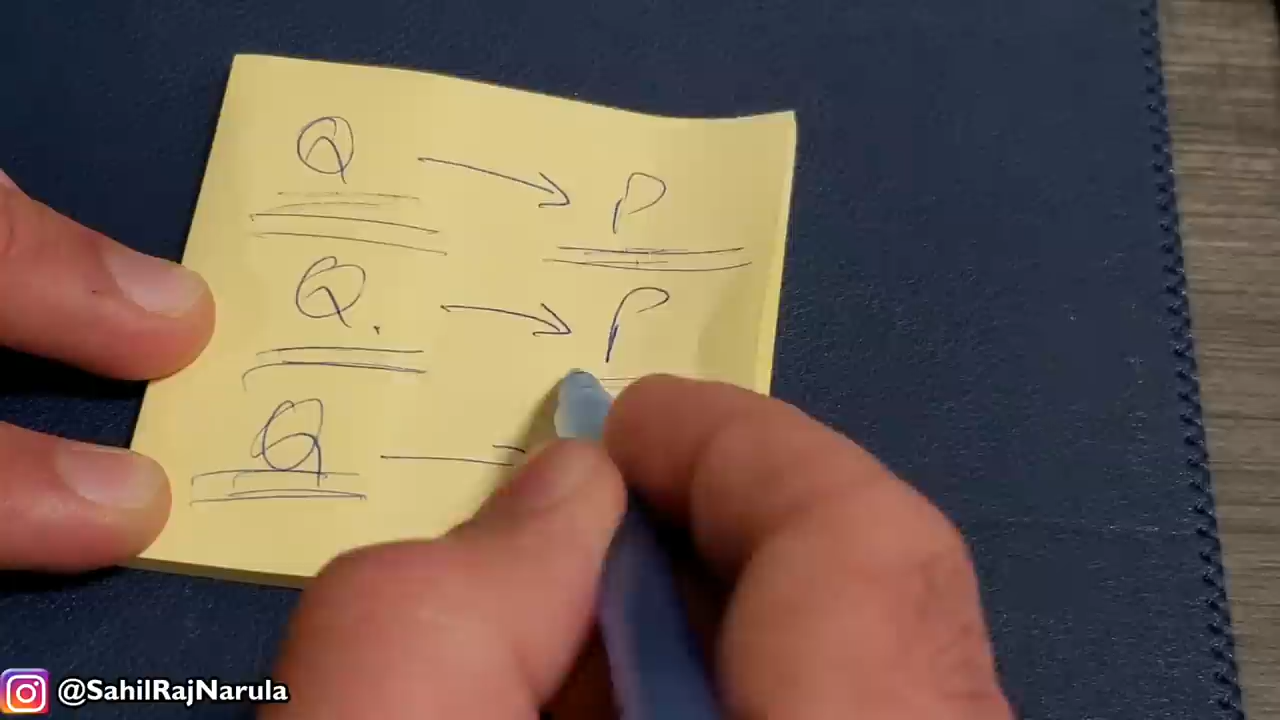 Q → P
Q. → P
Q →
@SahilRajNarula